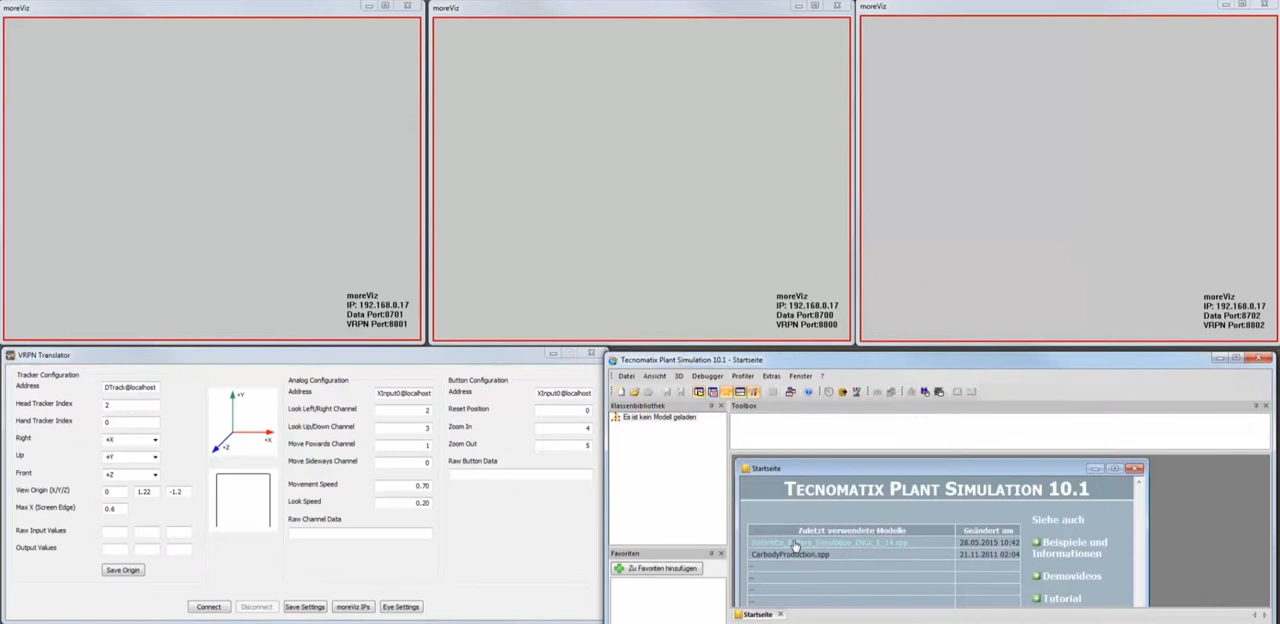 moreViz
moreViz
moreViz
moreViz
IP: 192.168.0.17
Data Port:8701
VRPN Port:8801
moreViz
IP: 192.168.0.17
Data Port:8700
VRPN Port:8800
moreViz
IP: 192.168.0.17
Data Port:8702
VRPN Port:8802
VRPN Translator
Tracker Configuration
Address DTrack@localhost
Head Tracker Index 2
Hand Tracker Index 0
Right +X
Up +Y
Front +Z
View Origin (X/Y/Z) 0 1.22 -1.2
Max X (Screen Edge) 0.6
Raw Input Values
Output Values
Save Origin
+Y
+X
+Z
Analog Configuration
Address XInput0@localhost
Look Left/Right Channel 2
Look Up/Down Channel 3
Move Forwards Channel 1
Move Sideways Channel 0
Movement Speed 0.70
Look Speed 0.20
Raw Channel Data
Button Configuration
Address XInput0@localhost
Reset Position 0
Zoom In 4
Zoom Out 5
Raw Button Data
Connect Disconnect Save Settings moreViz IPs Eye Settings
Tecnomatix Plant Simulation 10.1 - Startseite
Datei Ansicht 3D Debugger Profiler Extras Fenster ?
Klassenbibliothek
Es ist kein Modell geladen
Toolbox
Favoriten
Zu Favoriten hinzufügen
Startseite
TECNOMATIX PLANT SIMULATION 10.1
Zuletzt verwendete Modelle Geändert am
28.05.2015 10:42
CarbodyProduction.spp 21.11.2011 02:04
Siehe auch
Beispiele und
Informationen
Demovideos
Tutorial
Startseite